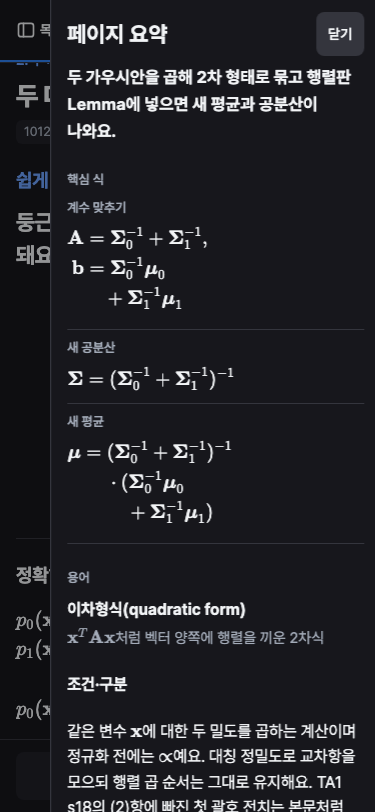 목
페이지 요약
닫기
두 가우시안을 곱해 2차 형태로 묶고 행렬판
Lemma에 넣으면 새 평균과 공분산이
나와요.
두
1012
쉽게
둥근
돼요
핵심 식
계수 맞추기
A = Σ₀⁻¹ + Σ₁⁻¹,
b = Σ₀⁻¹μ₀
+ Σ₁⁻¹μ₁
새 공분산
Σ = (Σ₀⁻¹ + Σ₁⁻¹)⁻¹
새 평균
μ = (Σ₀⁻¹ + Σ₁⁻¹)⁻¹
· (Σ₀⁻¹μ₀
+ Σ₁⁻¹μ₁)
용어
정확
이차형식(quadratic form)
p₀(x
xᵀAx처럼 벡터 양쪽에 행렬을 끼운 2차식
p₁(x
조건·구분
p₀(x
같은 변수 x에 대한 두 밀도를 곱하는 계산이며
정규화 전에는 ∝예요. 대칭 정밀도로 교차항을
모으되 행렬 곱 순서는 그대로 유지해요. TA1
s18의 (2)항에 빠진 첫 괄호 전치는 본문처럼